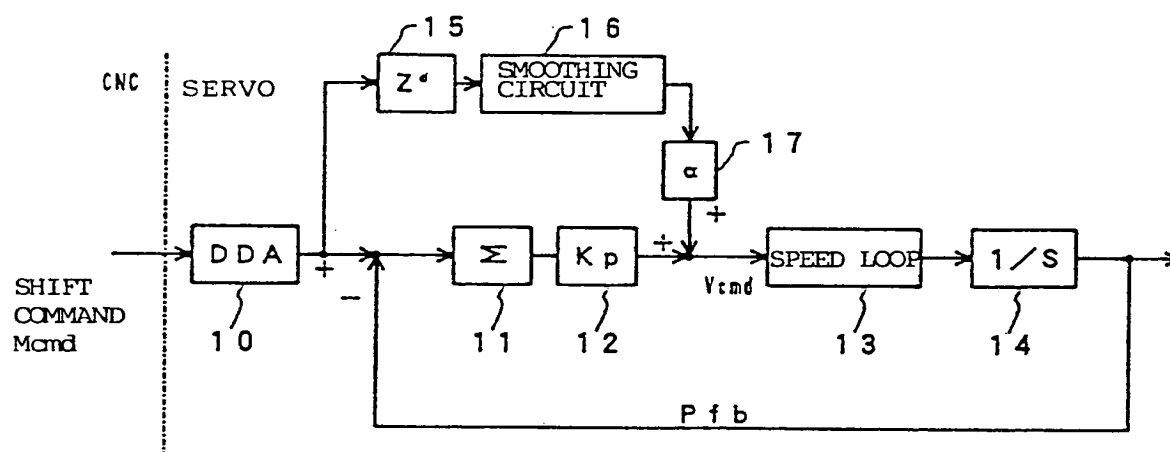 15
16
CNC
SERVO
Z^d
SMOOTHING
CIRCUIT
17
α
+
DDA
+
−
Σ
Kp
+
Vcmd
SPEED LOOP
1/S
SHIFT
COMMAND
Mcmd
10
11
12
13
14
Pfb